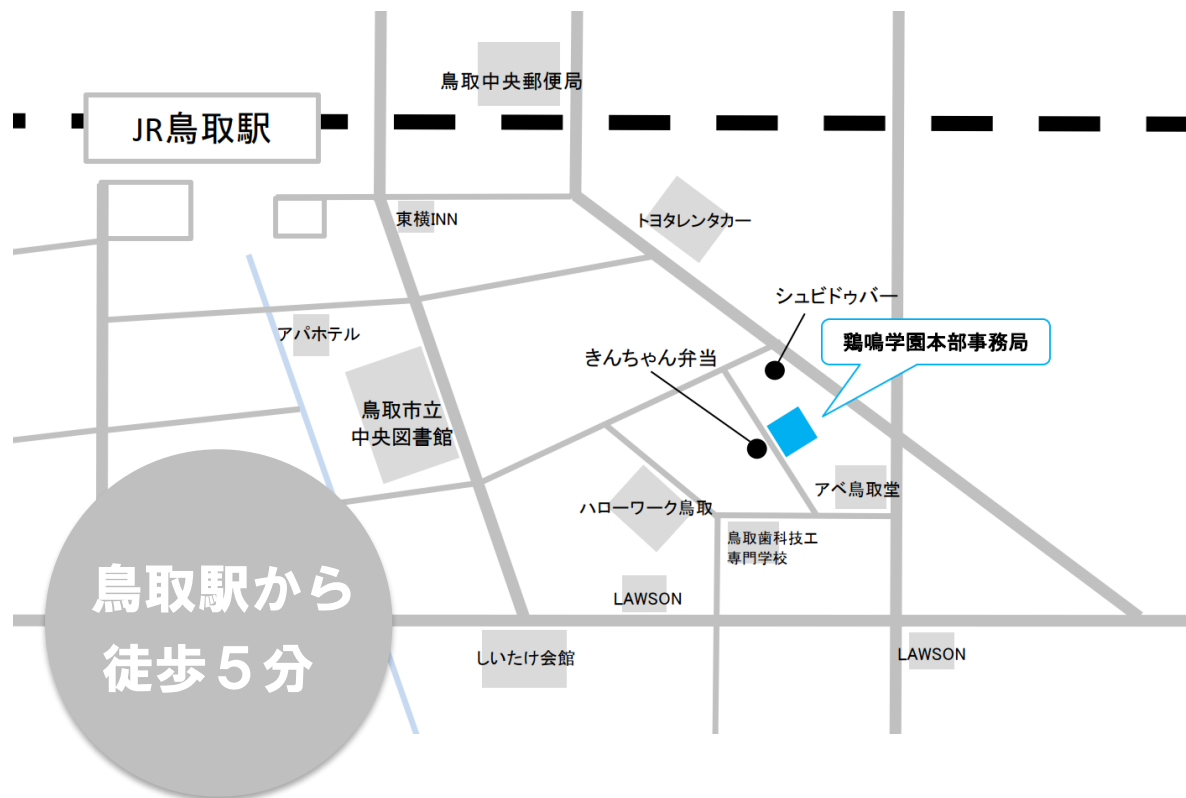 鳥取中央郵便局
JR鳥取駅
東横INN
トヨタレンタカー
シュビドゥバー
アパホテル
鶏鳴学園本部事務局
きんちゃん弁当
鳥取市立
中央図書館
アベ鳥取堂
ハローワーク鳥取
鳥取歯科技工
専門学校
鳥取駅から
徒歩５分
LAWSON
しいたけ会館
LAWSON